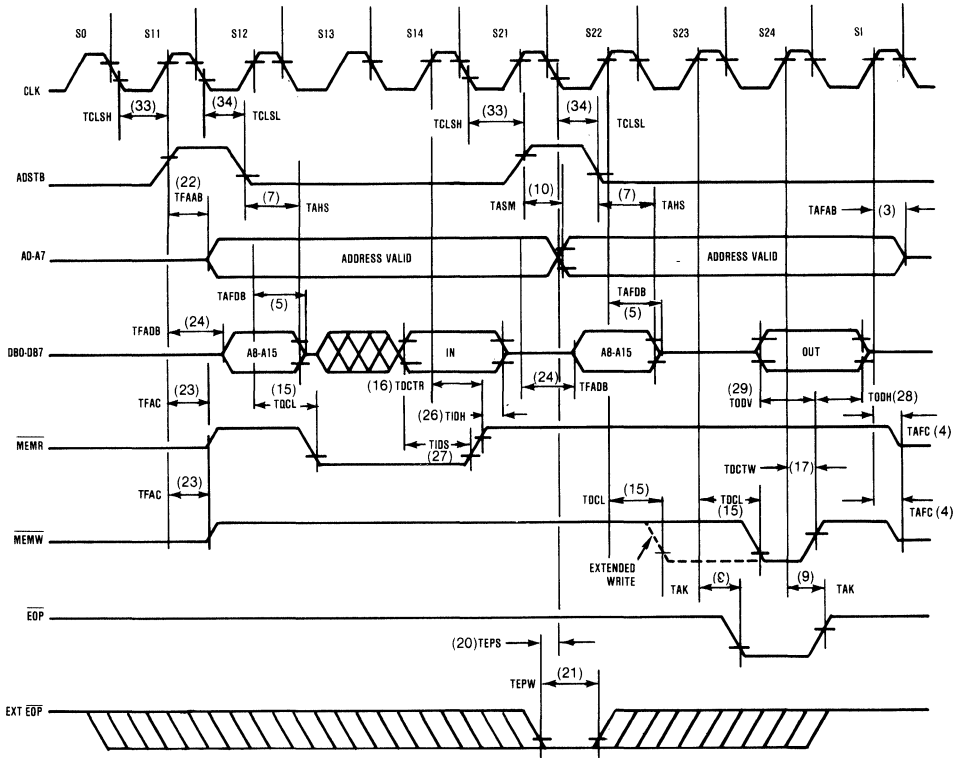 S0 S11 S12 S13 S14 S21 S22 S23 S24 SI
CLK
(33) (34) (33) (34)
TCLSH TCLSL TCLSH TCLSL
ADSTB
(22) (7) (10) (7) (3)
TFAAB TAHS TASM TAHS TAFAB
A0-A7 ADDRESS VALID ADDRESS VALID
TAFDB TAFDB
(5) (5)
TFADB (24)
DB0-DB7 A8-A15 IN A8-A15 OUT
(23) (15) (16) TDCTR (24) TFADB (29) TODH (28)
TFAC TDCL (26) TIDH TODV
MEMR TIDS TAFC (4)
(27)
(23) (15) TDCTW (17)
TFAC TDCL TDCL
(15) TAFC (4)
MEMW
EXTENDED
WRITE
TAK (9) (9) TAK
EOP
(20) TEPS
TEPW (21)
EXT EOP